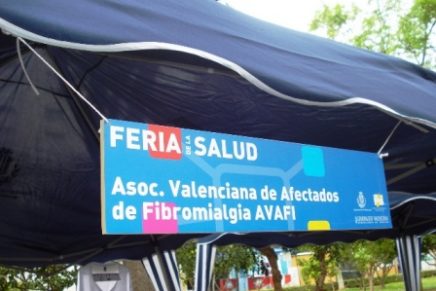 FERIA DE LA SALUD
Asoc. Valenciana de Afectados
de Fibromialgia AVAFI